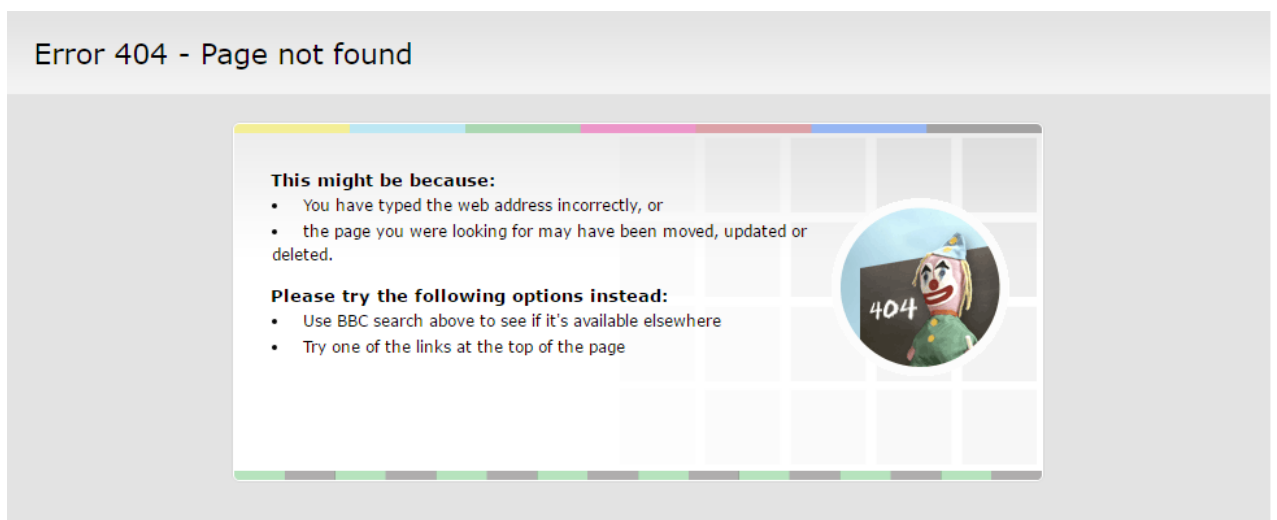 Error 404 - Page not found
This might be because:
• You have typed the web address incorrectly, or
• the page you were looking for may have been moved, updated or
deleted.
Please try the following options instead:
• Use BBC search above to see if it's available elsewhere
• Try one of the links at the top of the page
404